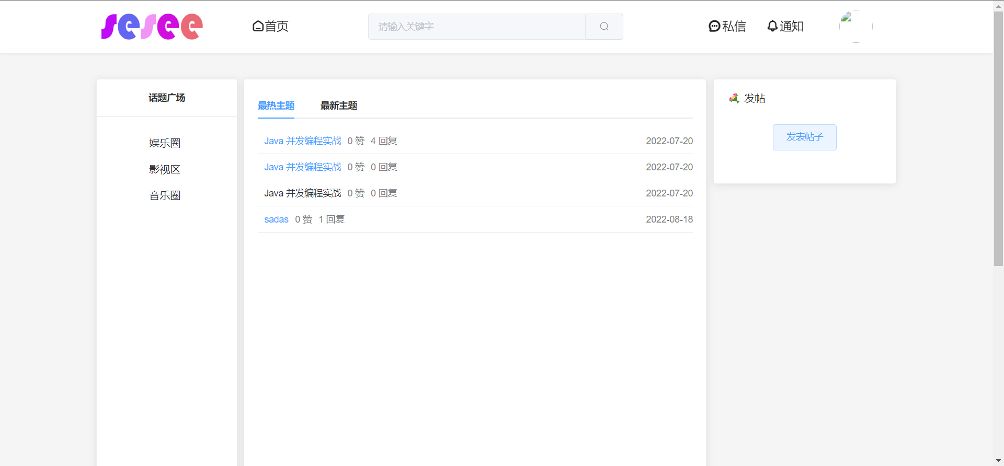 sesee
首页
请输入关键字
私信
通知
话题广场
娱乐圈
影视区
音乐圈
最热主题 最新主题
Java 并发编程实战 0 赞 4 回复 2022-07-20
Java 并发编程实战 0 赞 0 回复 2022-07-20
Java 并发编程实战 0 赞 0 回复 2022-07-20
sadas 0 赞 1 回复 2022-08-18
发帖
发表帖子